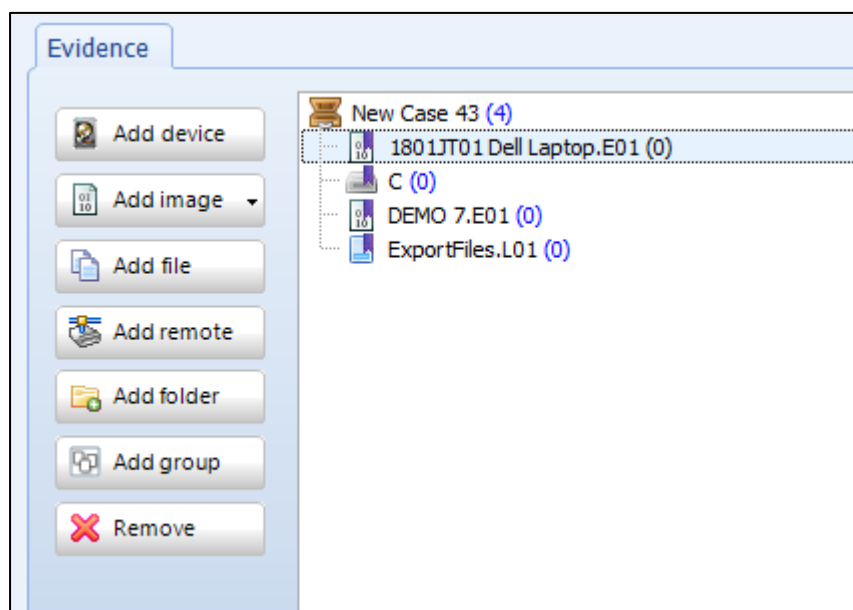 Evidence
Add device
Add image
Add file
Add remote
Add folder
Add group
Remove
New Case 43 (4)
1801JT01 Dell Laptop.E01 (0)
C (0)
DEMO 7.E01 (0)
ExportFiles.L01 (0)